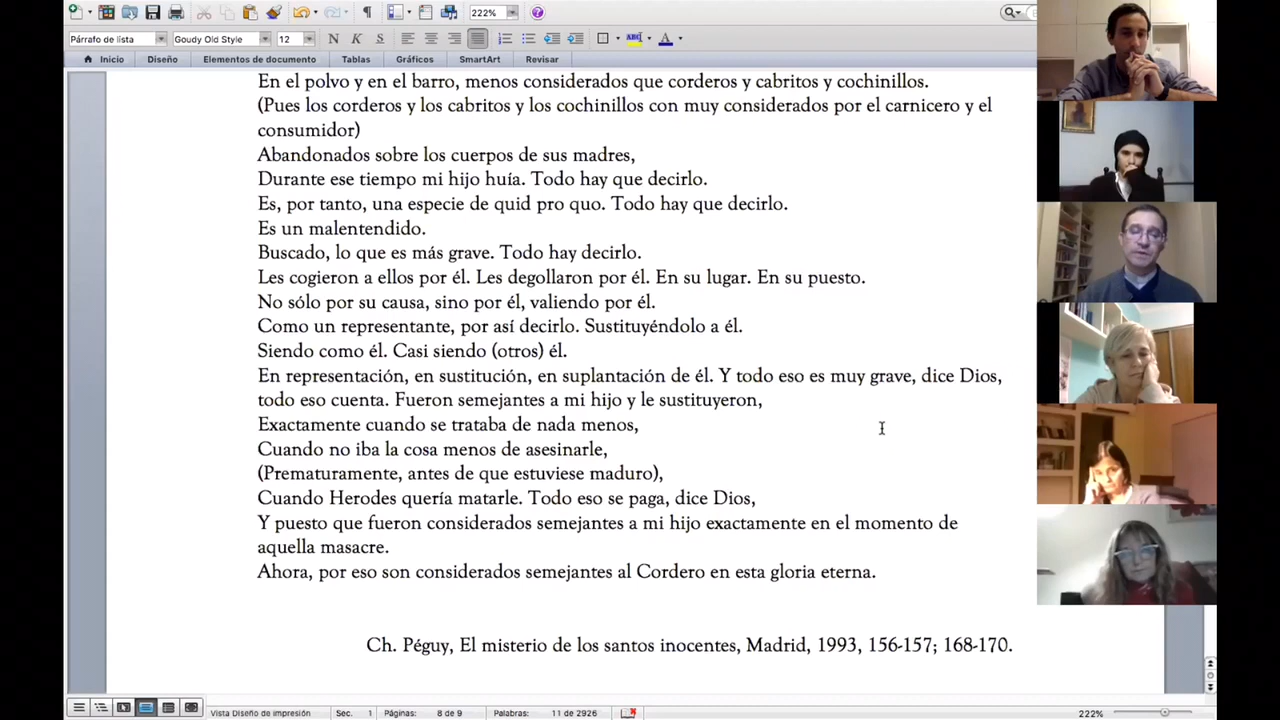 222%
Párrafo de lista
Goudy Old Style
12
N K S
ABC
A
Inicio
Diseño
Elementos de documento
Tablas
Gráficos
SmartArt
Revisar
En el polvo y en el barro, menos considerados que corderos y cabritos y cochinillos.
(Pues los corderos y los cabritos y los cochinillos con muy considerados por el carnicero y el
consumidor)
Abandonados sobre los cuerpos de sus madres,
Durante ese tiempo mi hijo huía. Todo hay que decirlo.
Es, por tanto, una especie de quid pro quo. Todo hay que decirlo.
Es un malentendido.
Buscado, lo que es más grave. Todo hay decirlo.
Les cogieron a ellos por él. Les degollaron por él. En su lugar. En su puesto.
No sólo por su causa, sino por él, valiendo por él.
Como un representante, por así decirlo. Sustituyéndolo a él.
Siendo como él. Casi siendo (otros) él.
En representación, en sustitución, en suplantación de él. Y todo eso es muy grave, dice Dios,
todo eso cuenta. Fueron semejantes a mi hijo y le sustituyeron,
Exactamente cuando se trataba de nada menos,
Cuando no iba la cosa menos de asesinarle,
(Prematuramente, antes de que estuviese maduro),
Cuando Herodes quería matarle. Todo eso se paga, dice Dios,
Y puesto que fueron considerados semejantes a mi hijo exactamente en el momento de
aquella masacre.
Ahora, por eso son considerados semejantes al Cordero en esta gloria eterna.
Ch. Péguy, El misterio de los santos inocentes, Madrid, 1993, 156-157; 168-170.
Vista Diseño de impresión
Sec. 1
Páginas: 8 de 9
Palabras: 11 de 2926
222%